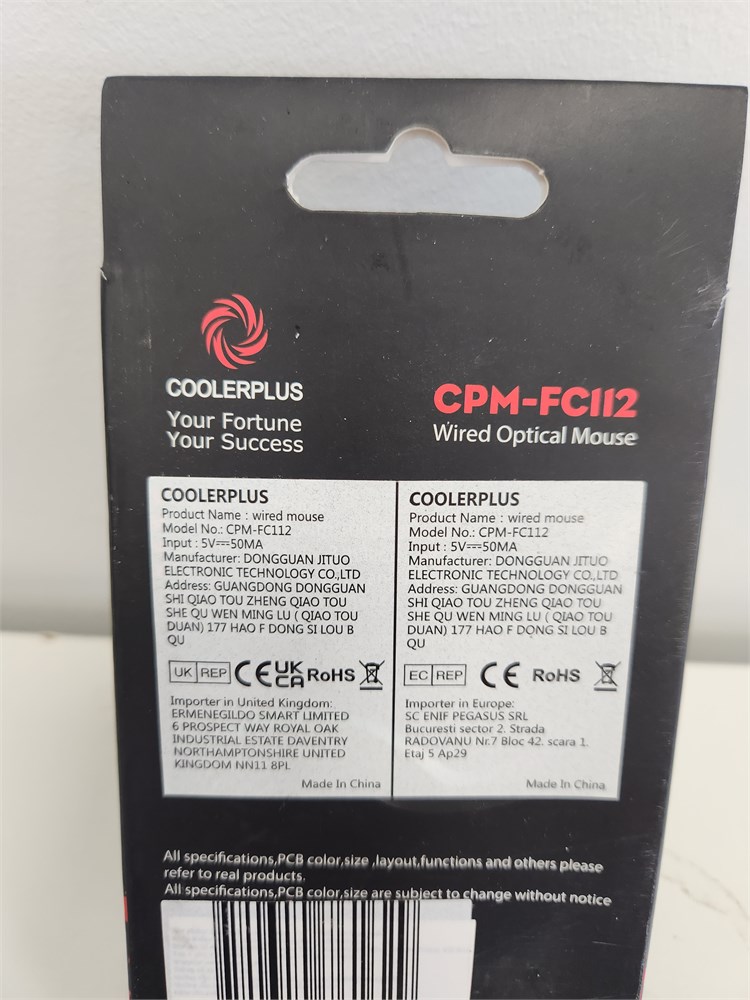 COOLERPLUS
Your Fortune
Your Success
CPM-FC112
Wired Optical Mouse
COOLERPLUS
Product Name : wired mouse
Model No.: CPM-FC112
Input : 5V⎓50MA
Manufacturer: DONGGUAN JITUO
ELECTRONIC TECHNOLOGY CO.,LTD
Address: GUANGDONG DONGGUAN
SHI QIAO TOU ZHENG QIAO TOU
SHE QU WEN MING LU ( QIAO TOU
DUAN) 177 HAO F DONG SI LOU B
QU
UK REP CE UK CA RoHS
Importer in United Kingdom:
ERMENEGILDO SMART LIMITED
6 PROSPECT WAY ROYAL OAK
INDUSTRIAL ESTATE DAVENTRY
NORTHAMPTONSHIRE UNITED
KINGDOM NN11 8PL
Made In China
COOLERPLUS
Product Name : wired mouse
Model No.: CPM-FC112
Input : 5V⎓50MA
Manufacturer: DONGGUAN JITUO
ELECTRONIC TECHNOLOGY CO.,LTD
Address: GUANGDONG DONGGUAN
SHI QIAO TOU ZHENG QIAO TOU
SHE QU WEN MING LU ( QIAO TOU
DUAN) 177 HAO F DONG SI LOU B
QU
EC REP CE RoHS
Importer in Europe:
SC ENIF PEGASUS SRL
Bucuresti sector 2. Strada
RADOVANU Nr.7 Bloc 42. scara 1.
Etaj 5 Ap29
Made In China
All specifications,PCB color,size ,layout,functions and others please
refer to real products.
All specifications,PCB color,size are subject to change without notice